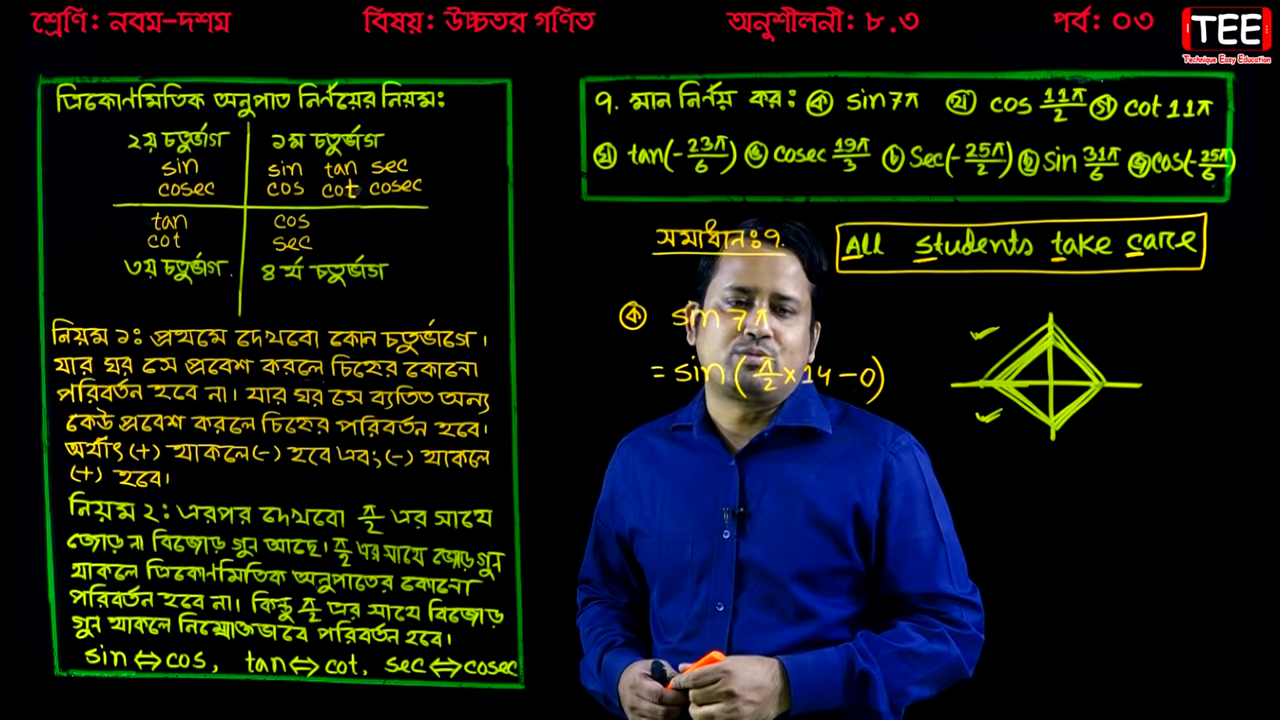 শ্রেণি: নবম-দশম
বিষয়: উচ্চতর গণিত
অনুশীলনী: ৮.৩
পর্ব: ০৩
TEE
Technique Easy Education
ত্রিকোণমিতিক অনুপাত নির্ণয়ের নিয়ম:
২য় চতুর্ভাগ ১ম চতুর্ভাগ
sin sin tan sec
cosec cos cot cosec
tan cos
cot sec
৩য় চতুর্ভাগ. ৪র্থ চতুর্ভাগ
নিয়ম ১: প্রথমে দেখবো কোন চতুর্ভাগে।
যার ঘর সে প্রবেশ করলে চিহ্নের কোনো
পরিবর্তন হবে না। যার ঘর সে ব্যতিত অন্য
কেউ প্রবেশ করলে চিহ্নের পরিবর্তন হবে।
অর্থাৎ (+) থাকলে (-) হবে এবং (-) থাকলে
(+) হবে।
নিয়ম ২: এরপর দেখবো π/2 এর সাথে
জোড় না বিজোড় গুন আছে। π/2 এর সাথে জোড় গুন
থাকলে ত্রিকোণমিতিক অনুপাতের কোনো
পরিবর্তন হবে না। কিন্তু π/2 এর সাথে বিজোড়
গুন থাকলে নিম্নোক্তভাবে পরিবর্তন হবে।
sin⇔cos, tan⇔cot, sec⇔cosec
৭. মান নির্ণয় কর: ক sin 7π খ cos 11π/2 গ cot 11π
ঘ tan(-23π/6) ঙ cosec 19π/3 চ Sec(-25π/2) ছ sin 31π/6 জ cos(-25π/6)
সমাধান: ৭.
All students take care
ক sin 7π
= sin (π/2 × 14 - 0)